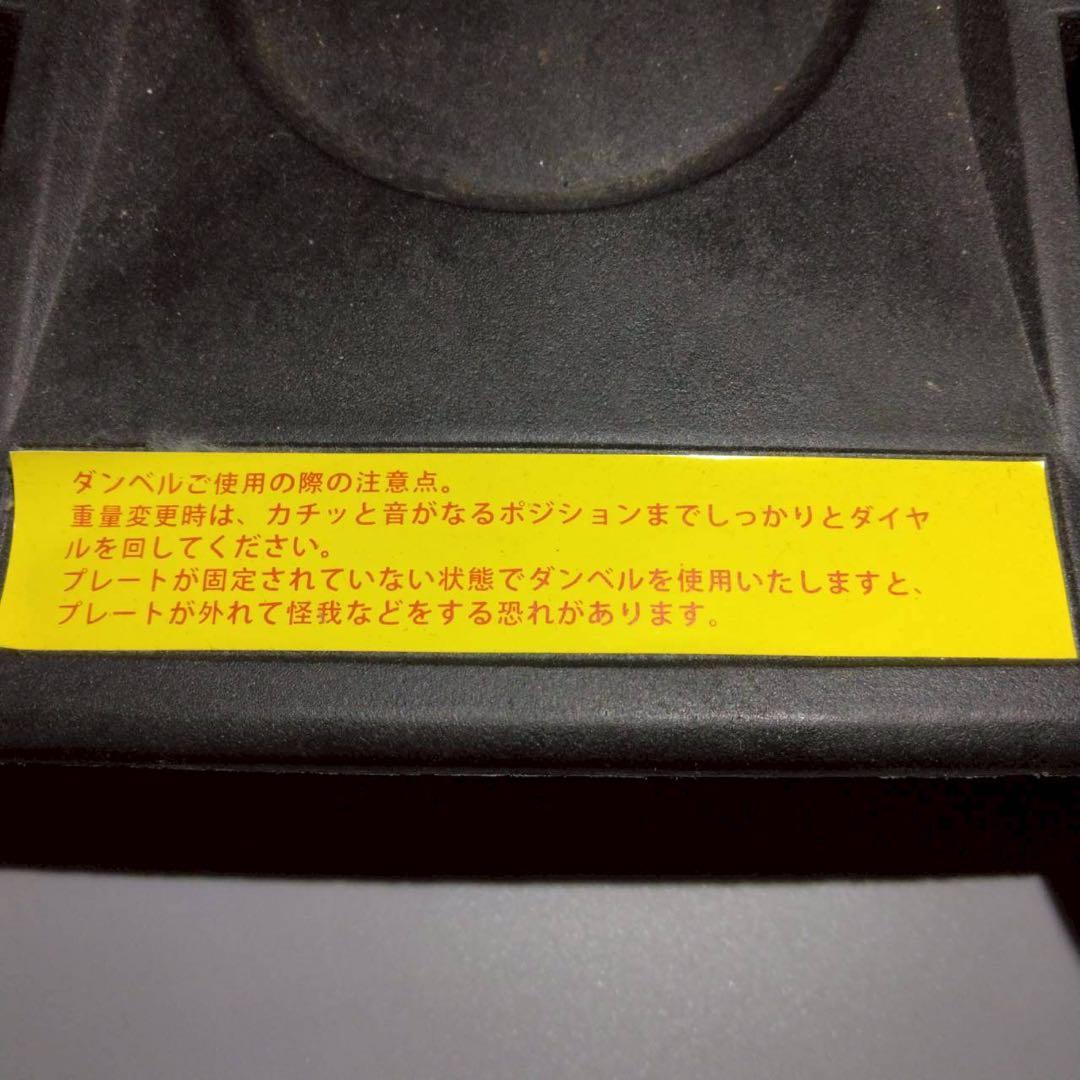 ダンベルご使用の際の注意点。
重量変更時は、カチッと音がなるポジションまでしっかりとダイヤ
ルを回してください。
プレートが固定されていない状態でダンベルを使用いたしますと、
プレートが外れて怪我などをする恐れがあります。